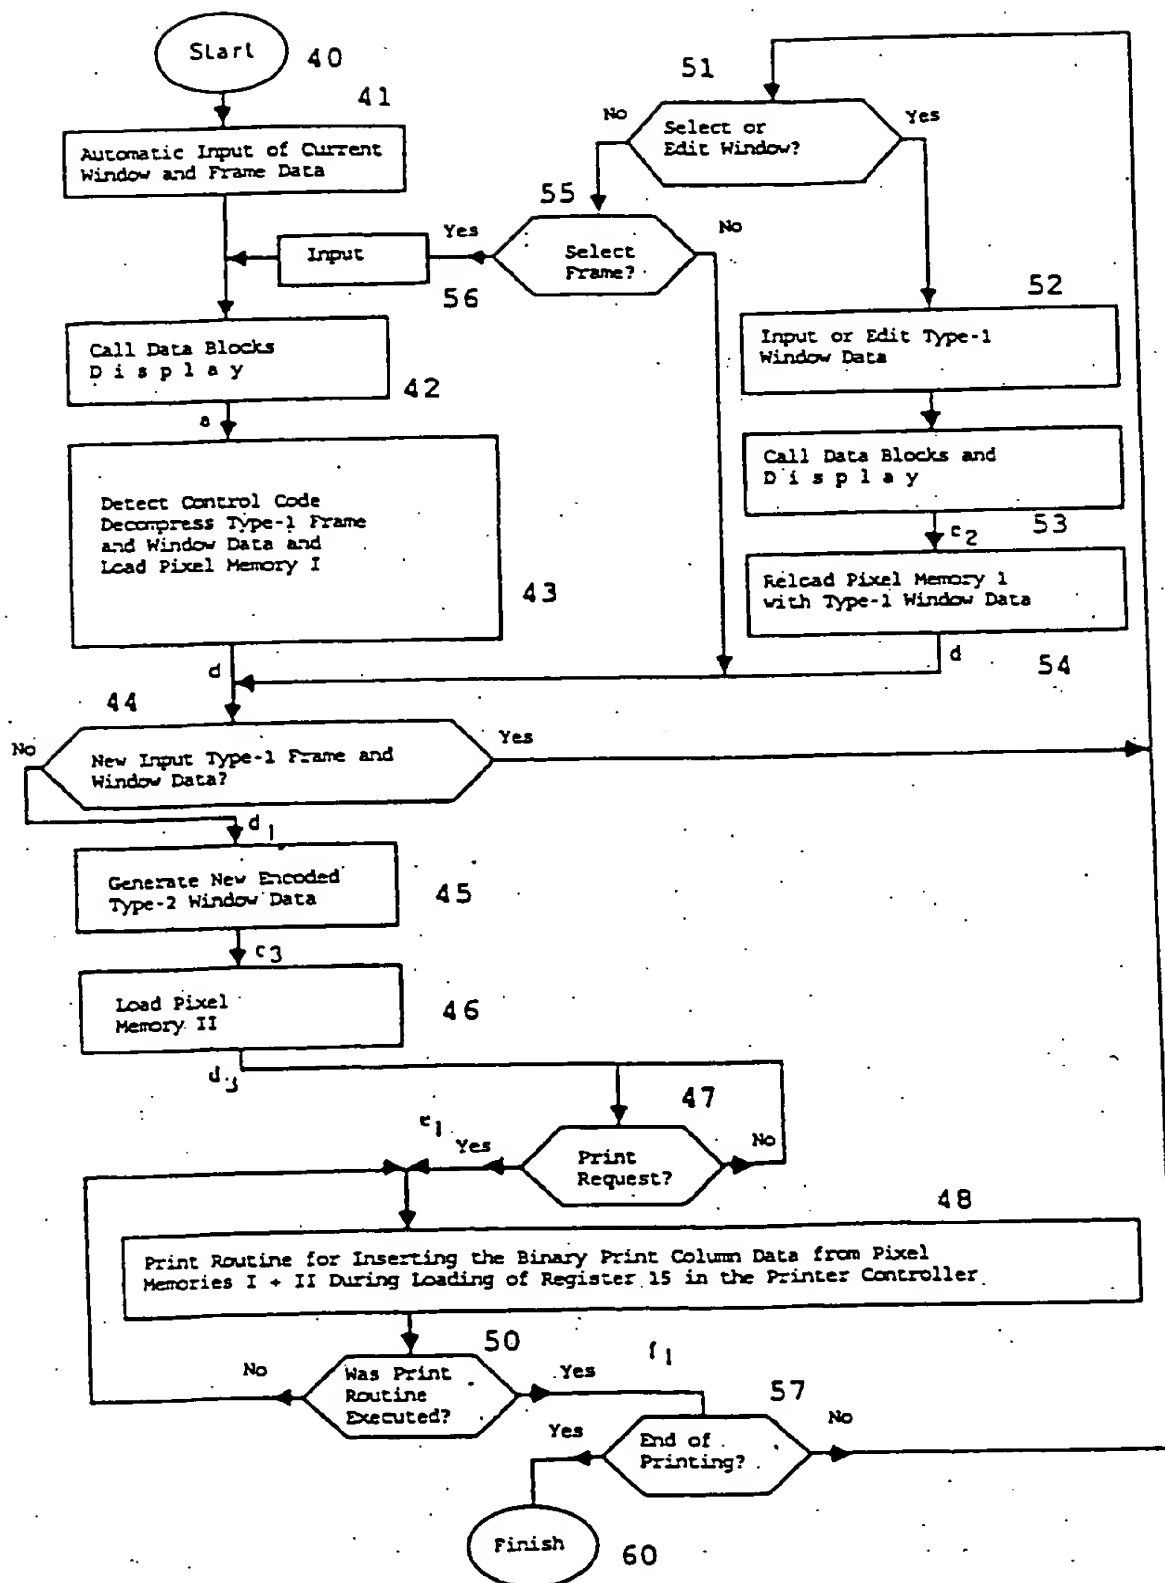 Start
40
41
Automatic Input of Current
Window and Frame Data
51
Select or
Edit Window?
No
Yes
55
Select
Frame?
Yes
No
Input
56
Call Data Blocks
D i s p l a y
42
a
52
Input or Edit Type-1
Window Data
Call Data Blocks and
D i s p l a y
53
c2
Detect Control Code
Decompress Type-1 Frame
and Window Data and
Load Pixel Memory I
43
Reload Pixel Memory 1
with Type-1 Window Data
54
d
d
44
New Input Type-1 Frame and
Window Data?
No
Yes
d1
Generate New Encoded
Type-2 Window Data
45
c3
Load Pixel
Memory II
46
d3
47
Print
Request?
e1
Yes
No
48
Print Routine for Inserting the Binary Print Column Data from Pixel
Memories I + II During Loading of Register 15 in the Printer Controller
50
Was Print
Routine
Executed?
No
Yes
f1
57
End of
Printing?
Yes
No
Finish
60